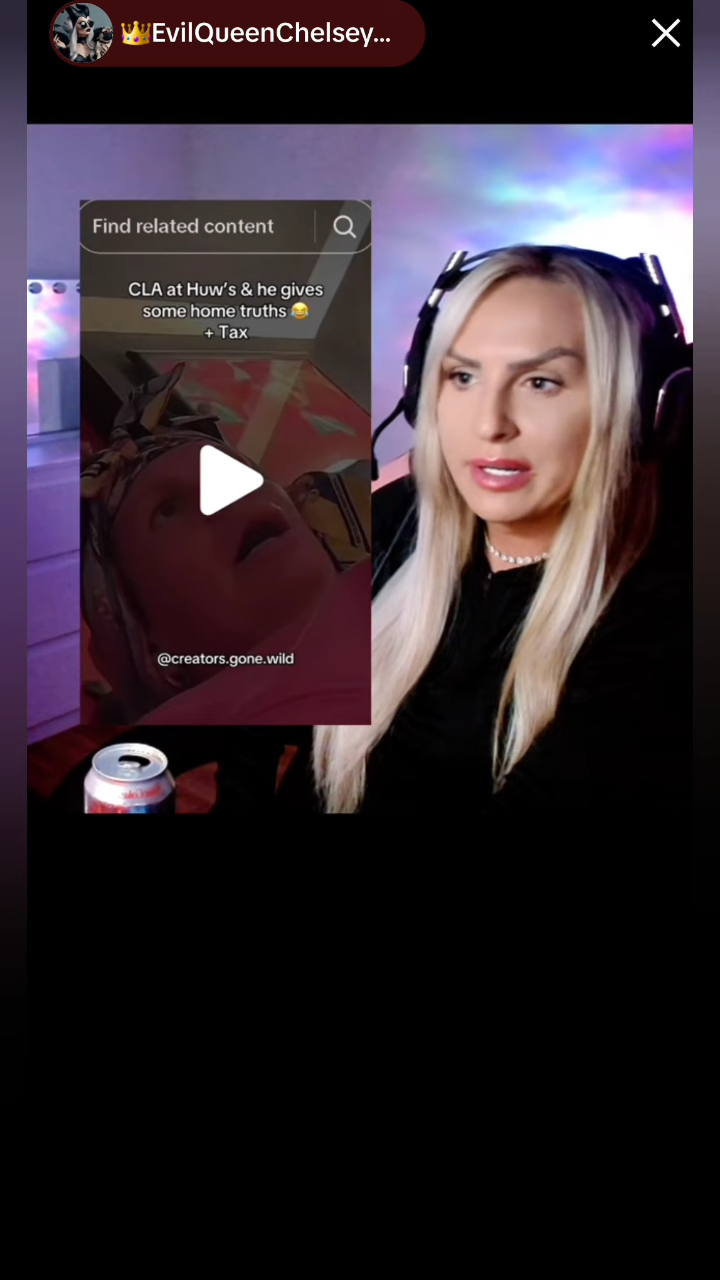 👑EvilQueenChelsey...
Find related content
CLA at Huw's & he gives
some home truths 😂
+ Tax
@creators.gone.wild